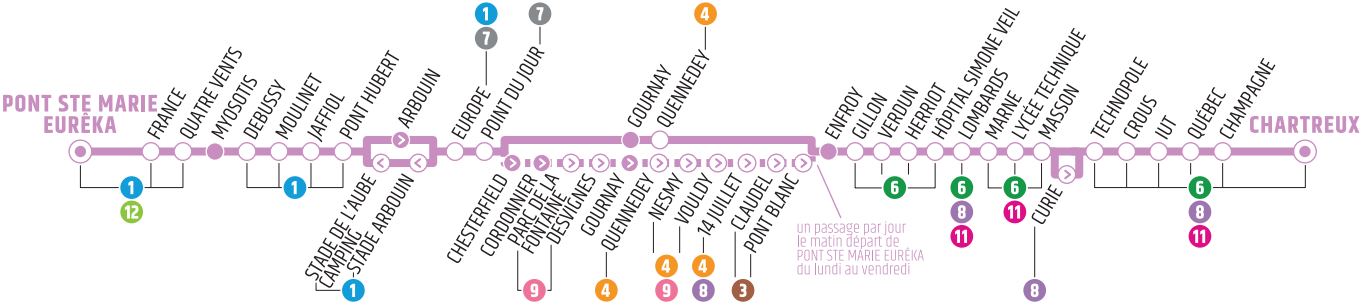 PONT STE MARIE
EURÊKA
1
12
FRANCE
QUATRE VENTS
MYOSOTIS
DEBUSSY
MOULINET
JAFFIOL
PONT HUBERT
1
ARBOUIN
STADE DE L'AUBE
CAMPING
STADE ARBOUIN
1
1
7
EUROPE
7
POINT DU JOUR
CHESTERFIELD
CORDONNIER
PARC DE LA
FONTAINE
DESVIGNES
9
GOURNAY
QUENNEDEY
4
4
GOURNAY
QUENNEDEY
NESMY
VOULDY
4
9
14 JUILLET
4
8
CLAUDEL
PONT BLANC
3
un passage par jour
le matin départ de
PONT STE MARIE EURÊKA
du lundi au vendredi
ENFROY
GILLON
VERDUN
HERRIOT
6
HÔPITAL SIMONE VEIL
LOMBARDS
6
8
11
MARNE
LYCÉE TECHNIQUE
MASSON
6
11
CURIE
8
TECHNOPOLE
CROUS
IUT
QUÉBEC
CHAMPAGNE
6
8
11
CHARTREUX